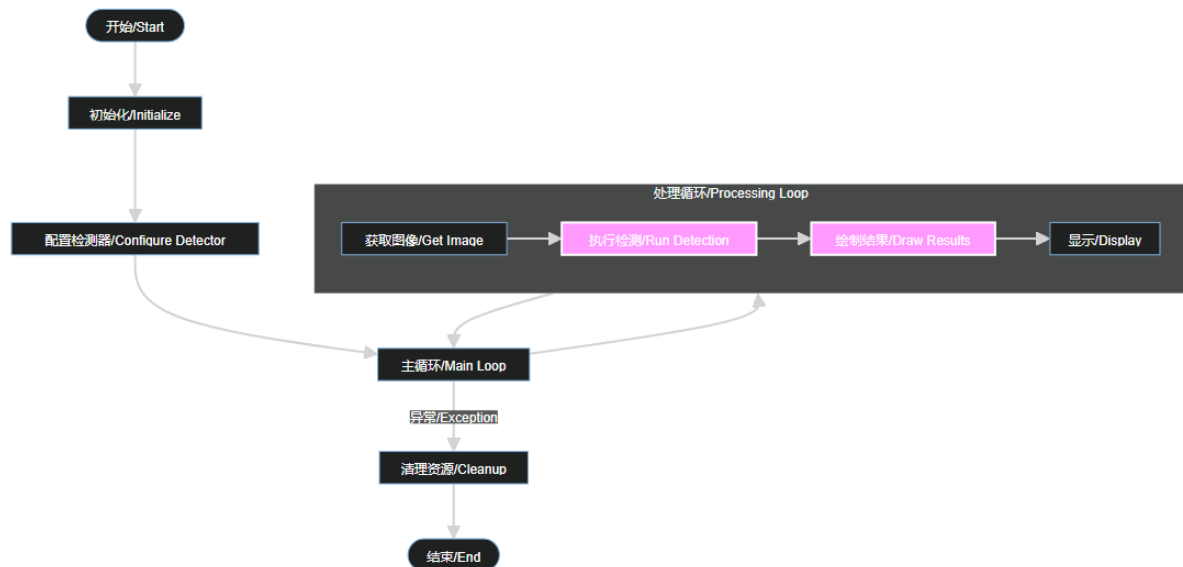 开始/Start
初始化/Initialize
配置检测器/Configure Detector
处理循环/Processing Loop
获取图像/Get Image
执行检测/Run Detection
绘制结果/Draw Results
显示/Display
主循环/Main Loop
异常/Exception
清理资源/Cleanup
结束/End